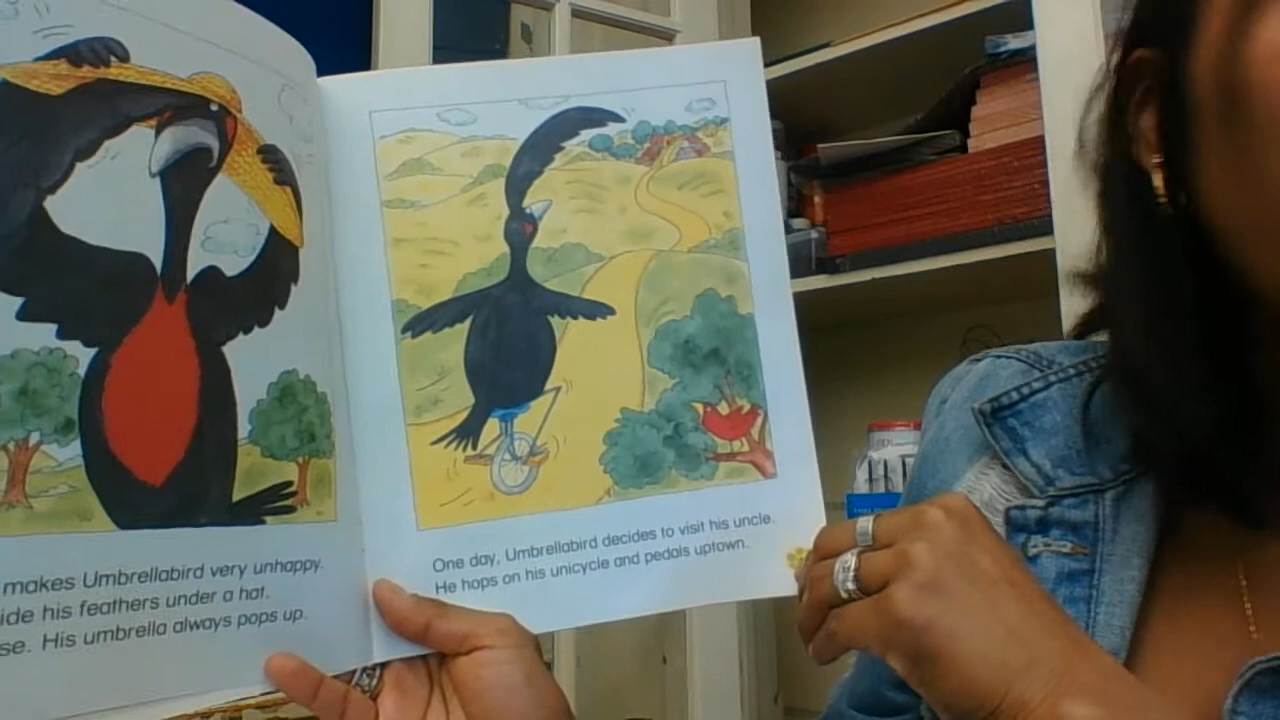 makes Umbrellabird very unhappy.
ide his feathers under a hat.
se. His umbrella always pops up.
One day, Umbrellabird decides to visit his uncle.
He hops on his unicycle and pedals uptown.